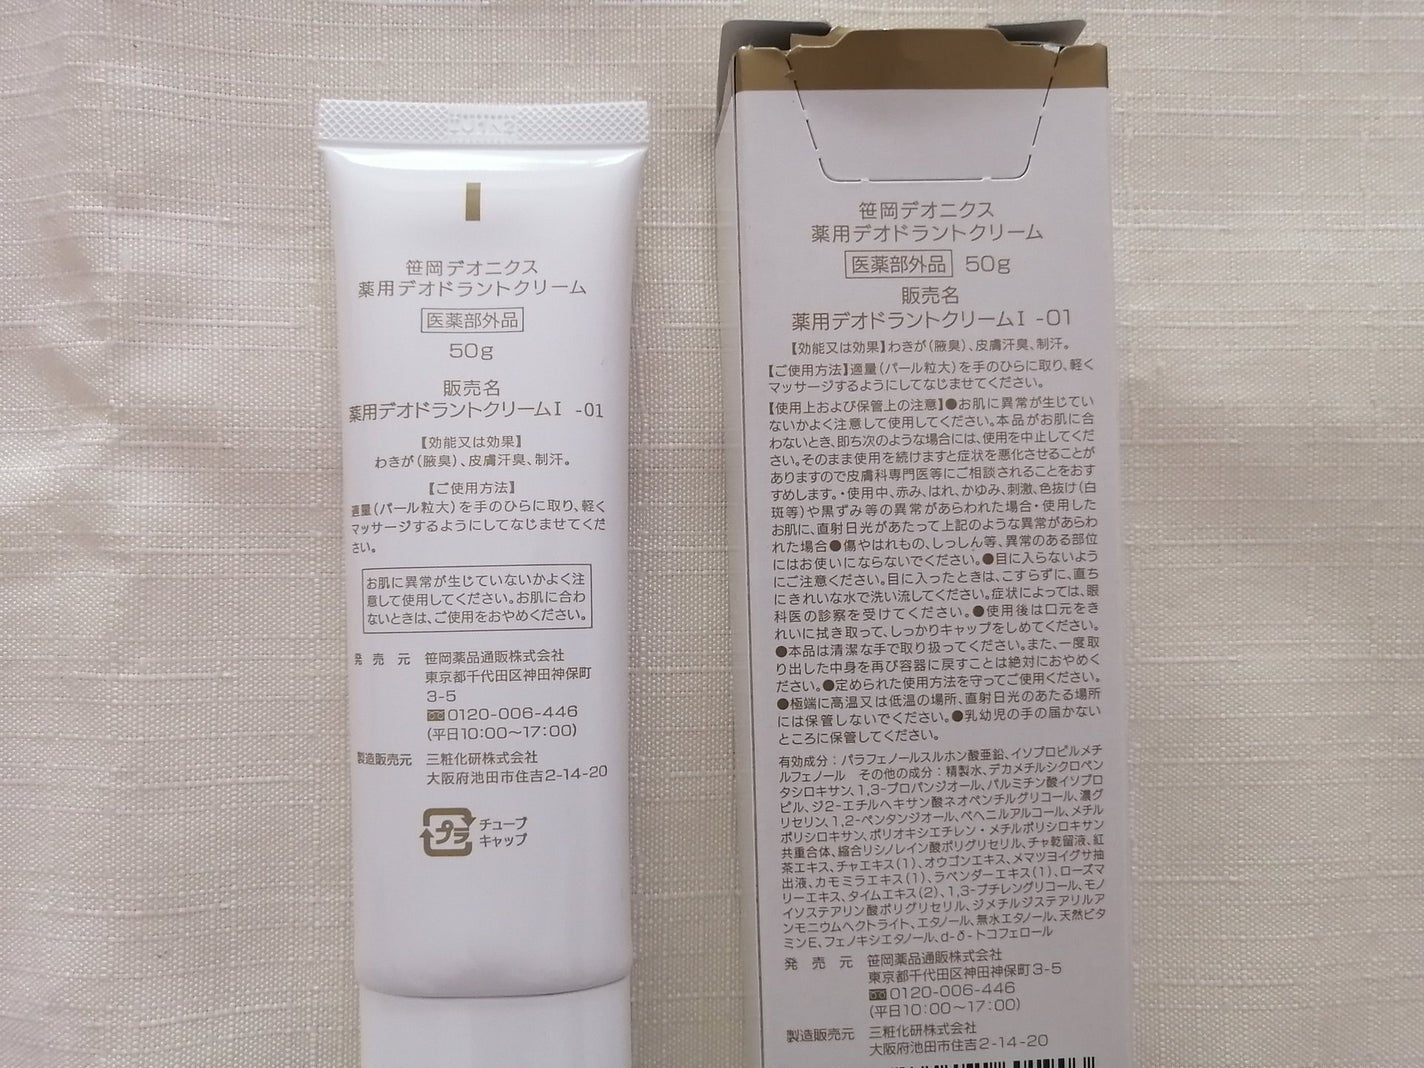 笹岡デオニクス
薬用デオドラントクリーム
医薬部外品
50g
販売名
薬用デオドラントクリームⅠ -01
【効能又は効果】
わきが(腋臭)、皮膚汗臭、制汗。
【ご使用方法】
適量(パール粒大)を手のひらに取り、軽く
マッサージするようにしてなじませてくだ
さい。
お肌に異常が生じていないかよく注
意して使用してください。お肌に合わ
ないときは、ご使用をおやめください。
発売元 笹岡薬品通販株式会社
東京都千代田区神田神保町
3-5
0120-006-446
(平日10:00〜17:00)
製造販売元 三粧化研株式会社
大阪府池田市住吉2-14-20
プラ
チューブ
キャップ
笹岡デオニクス
薬用デオドラントクリーム
医薬部外品 50g
販売名
薬用デオドラントクリームⅠ -01
【効能又は効果】わきが(腋臭)、皮膚汗臭、制汗。
【ご使用方法】適量(パール粒大)を手のひらに取り、軽く
マッサージするようにしてなじませてください。
【使用上および保管上の注意】●お肌に異常が生じてい
ないかよく注意して使用してください。本品がお肌に合
わないとき、即ち次のような場合には、使用を中止してくだ
さい。そのまま使用を続けますと症状を悪化させることが
ありますので皮膚科専門医等にご相談されることをおす
すめします。・使用中、赤み、はれ、かゆみ、刺激、色抜け(白
斑等)や黒ずみ等の異常があらわれた場合・使用した
お肌に、直射日光があたって上記のような異常があらわ
れた場合●傷やはれもの、しっしん等、異常のある部位
にはお使いにならないでください。●目に入らないよう
にご注意ください。目に入ったときは、こすらずに、直ち
にきれいな水で洗い流してください。症状によっては、眼
科医の診察を受けてください。●使用後は口元をき
れいに拭き取って、しっかりキャップをしめてください。
●本品は清潔な手で取り扱ってください。また、一度取
り出した中身を再び容器に戻すことは絶対におやめく
ださい。●定められた使用方法を守ってご使用ください。
●極端に高温又は低温の場所、直射日光のあたる場所
には保管しないでください。●乳幼児の手の届かない
ところに保管してください。
有効成分：パラフェノールスルホン酸亜鉛、イソプロピルメチ
ルフェノール その他の成分：精製水、デカメチルシクロペン
タシロキサン、1,3-プロパンジオール、パルミチン酸イソプロ
ピル、ジ2-エチルヘキサン酸ネオペンチルグリコール、濃グ
リセリン、1,2-ペンタンジオール、ベヘニルアルコール、メチル
ポリシロキサン、ポリオキシエチレン・メチルポリシロキサン
共重合体、縮合リシノレイン酸ポリグリセリル、チャ乾留液、紅
茶エキス、チャエキス(1)、オウゴンエキス、メマツヨイグサ抽
出液、カモミラエキス(1)、ラベンダーエキス(1)、ローズマ
リーエキス、タイムエキス(2)、1,3-ブチレングリコール、モノ
イソステアリン酸ポリグリセリル、ジメチルジステアリルア
ンモニウムヘクトライト、エタノール、無水エタノール、天然ビタ
ミンE、フェノキシエタノール、d-δ-トコフェロール
発売元 笹岡薬品通販株式会社
東京都千代田区神田神保町3-5
0120-006-446
(平日10:00〜17:00)
製造販売元 三粧化研株式会社
大阪府池田市住吉2-14-20